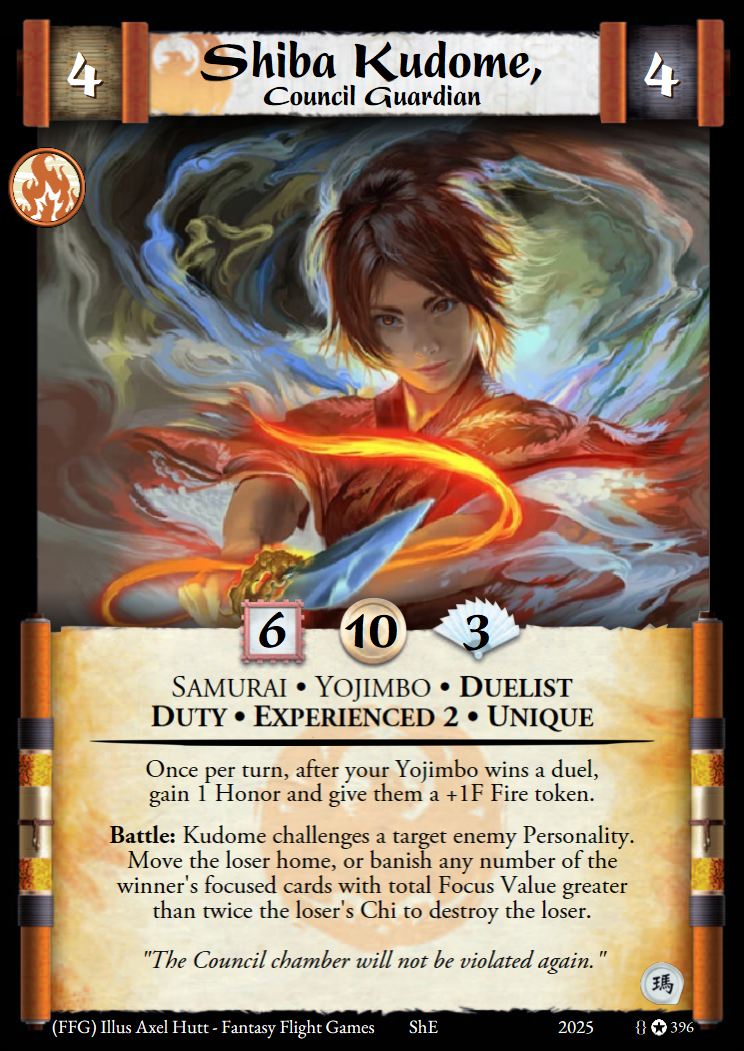 4
Shiba Kudome,
4
Council Guardian
6
10
3
Samurai • Yojimbo • Duelist
Duty • Experienced 2 • Unique
Once per turn, after your Yojimbo wins a duel,
gain 1 Honor and give them a +1F Fire token.
Battle: Kudome challenges a target enemy Personality.
Move the loser home, or banish any number of the
winner's focused cards with total Focus Value greater
than twice the loser's Chi to destroy the loser.
"The Council chamber will not be violated again."
瑪
(FFG) Illus Axel Hutt - Fantasy Flight Games ShE 2025 {} ✪ 396